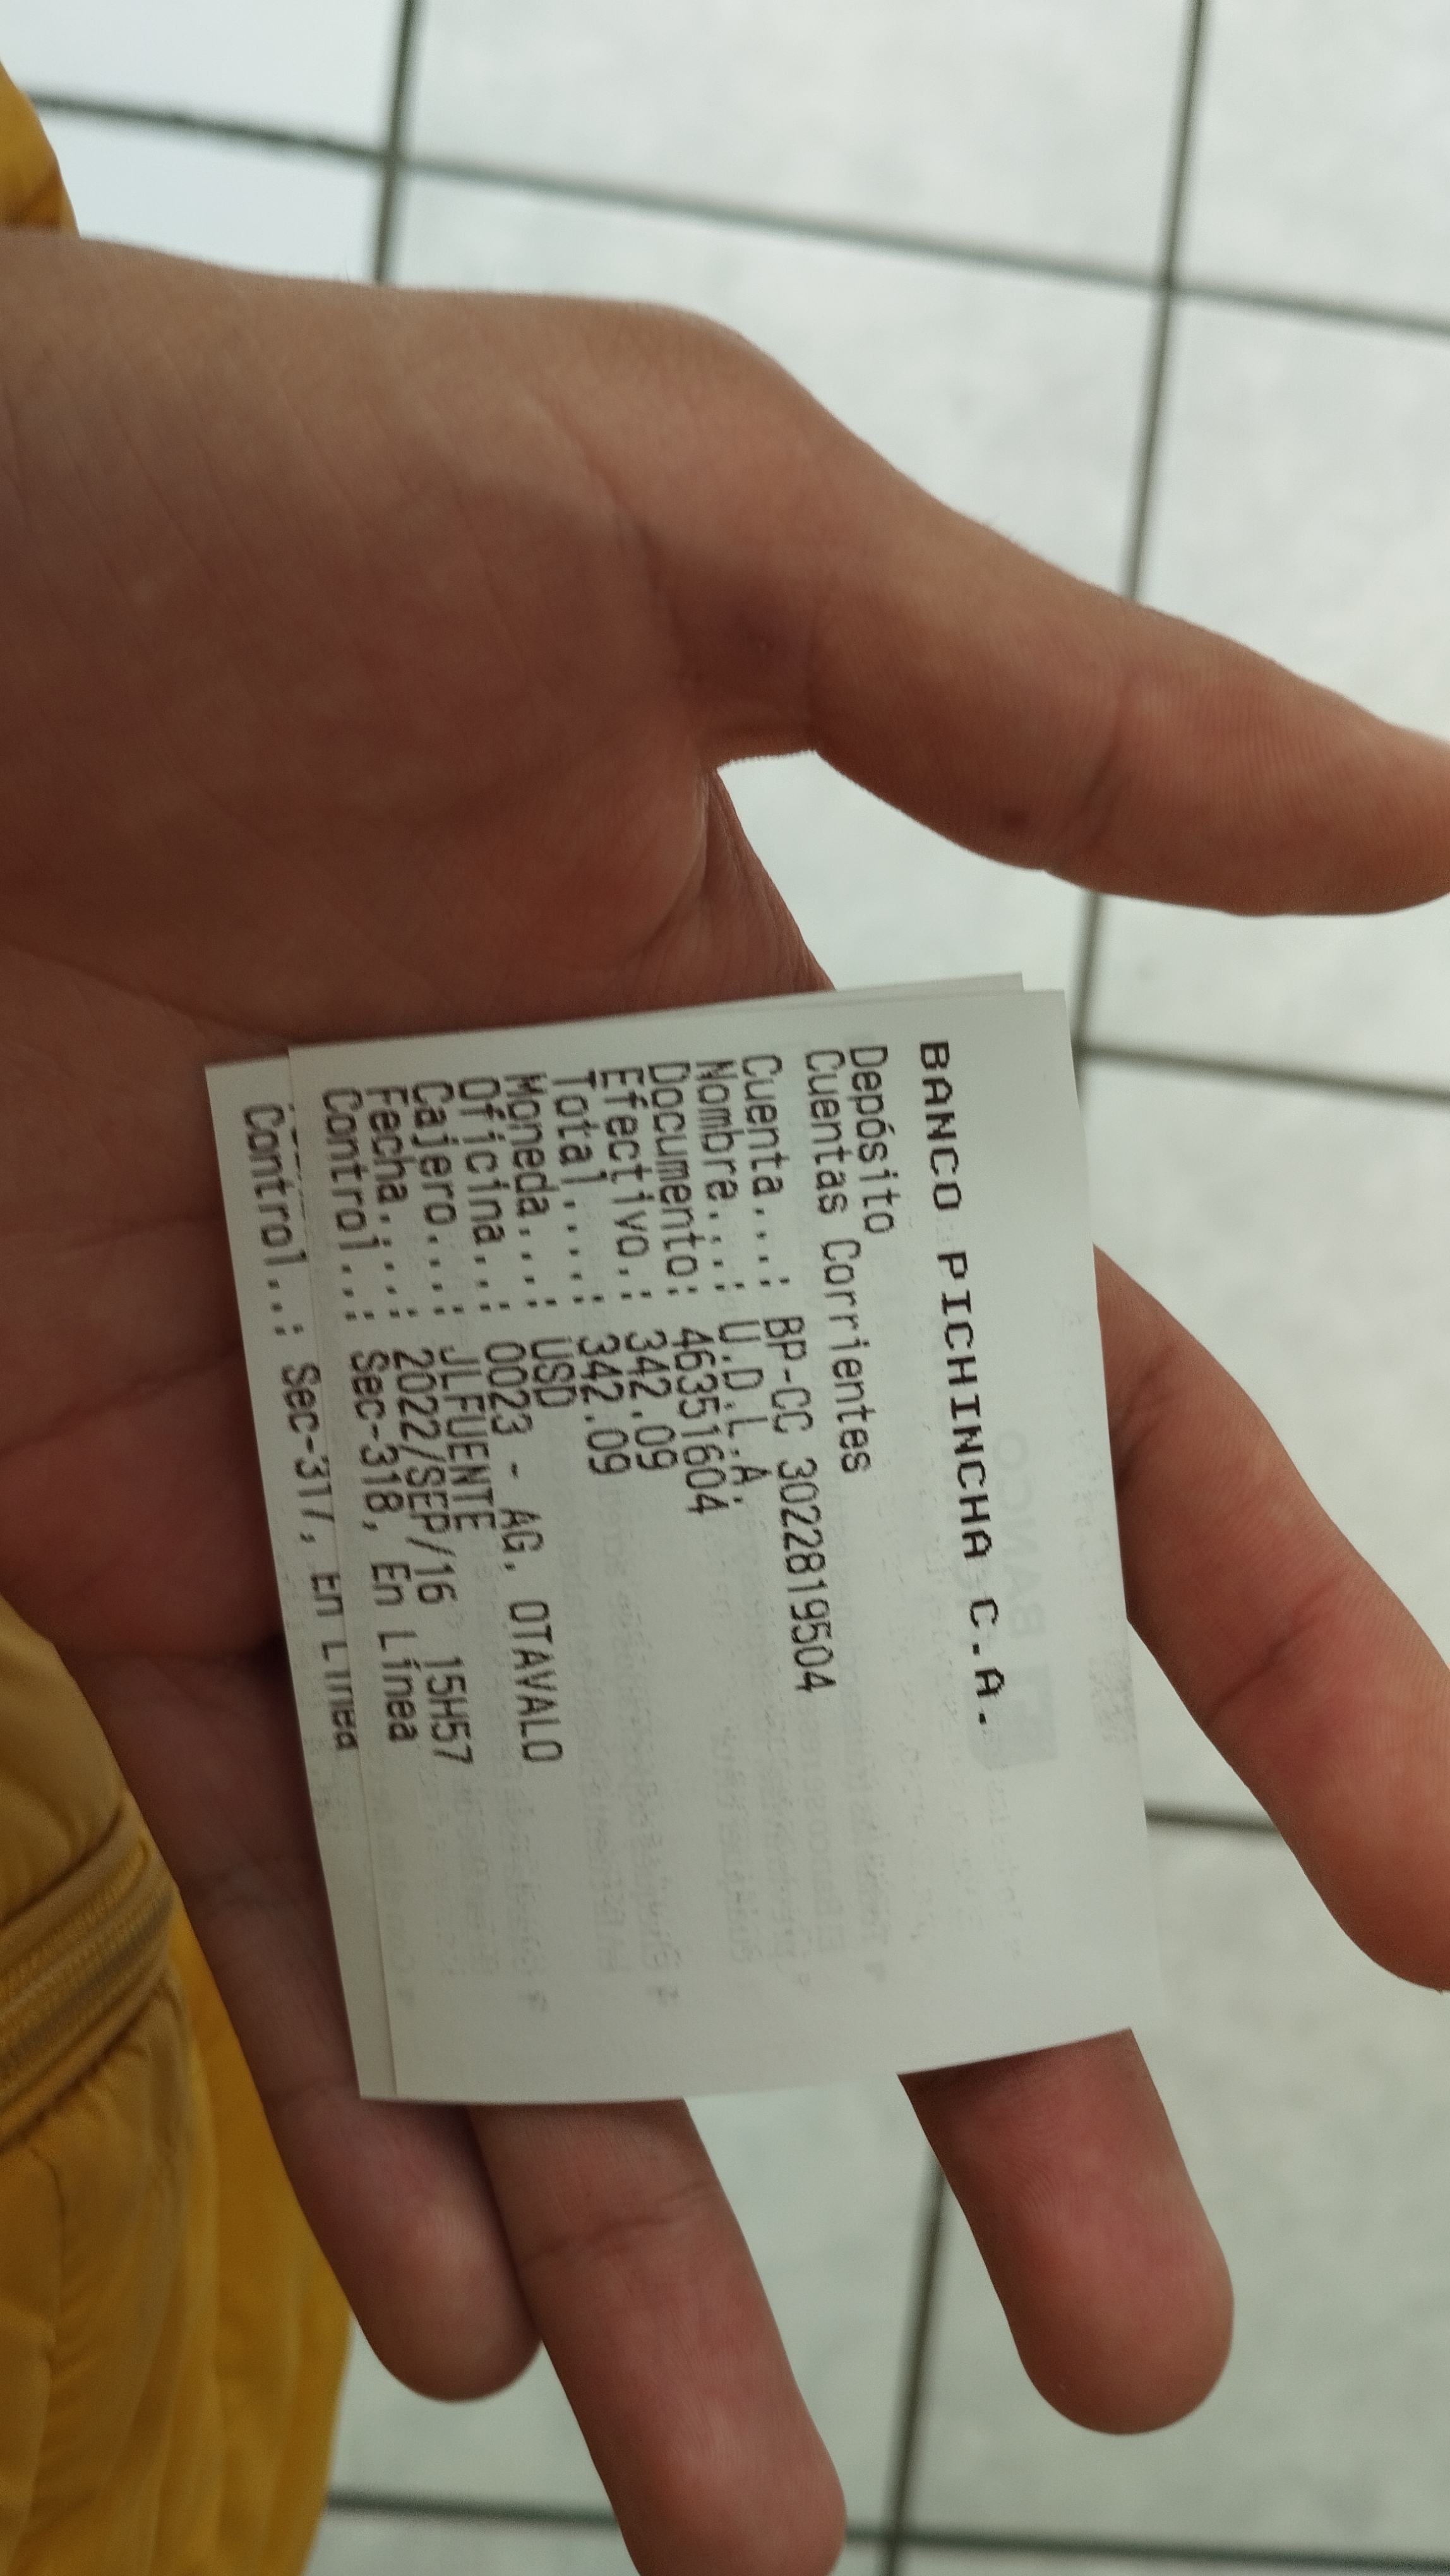 BANCO PICHINCHA C.A.
Depósito
Cuentas Corrientes
Cuenta....: BP-CC 3022819504
Nombre....: U.D.L.A.
Documento: 46351604
Efectivo.: 342.09
Total.....: 342.09
Moneda...: USD
Oficina..: 0023 - AG. OTAVALO
Cajero...: JLFUENTE
Fecha....: 2022/SEP/16 15H57
Control..: Sec-318, En Línea
Control..: Sec-317, En Línea